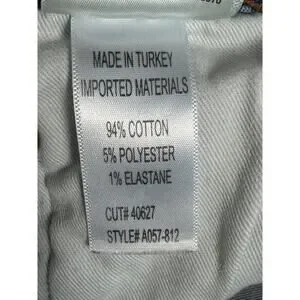 MADE IN TURKEY
IMPORTED MATERIALS
94% COTTON
5% POLYESTER
1% ELASTANE
CUT# 40627
STYLE# A057-812